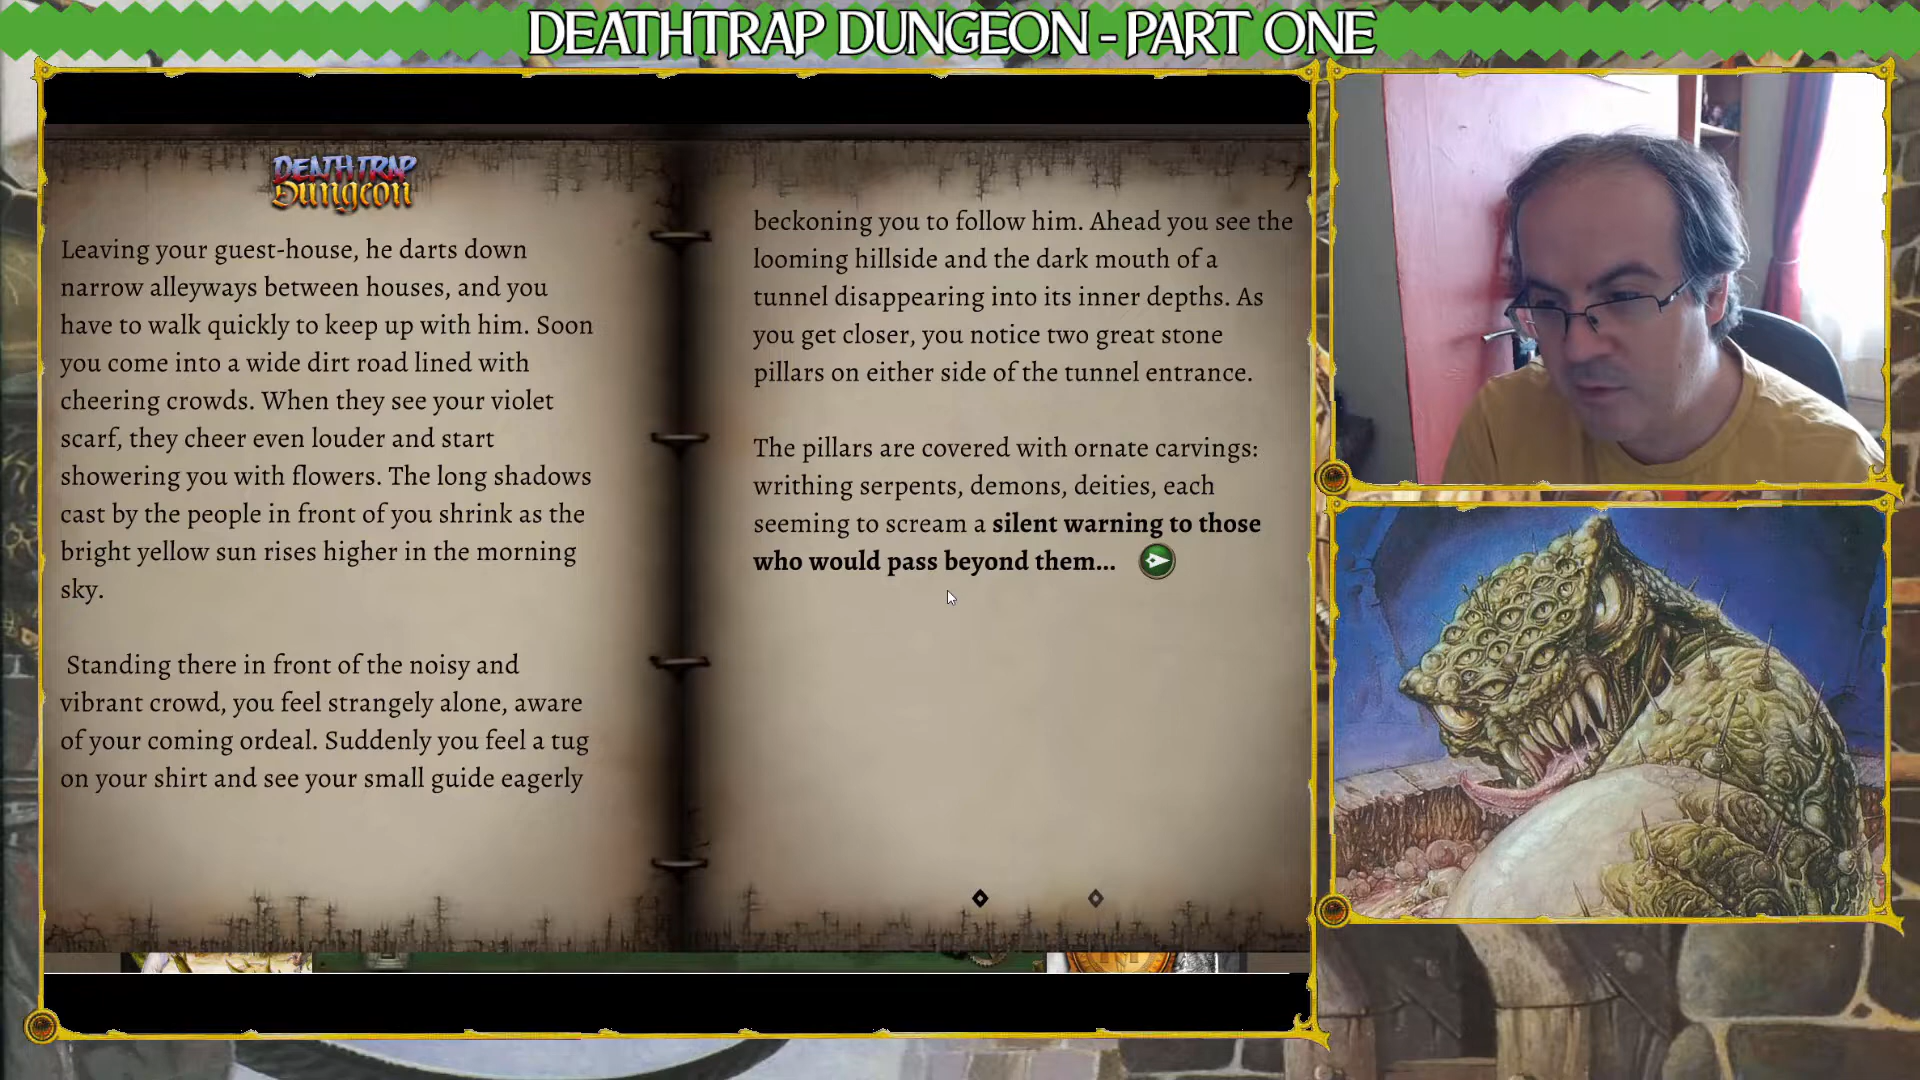 DEATHTRAP DUNGEON - PART ONE
DEATHTRAP
Dungeon
Leaving your guest-house, he darts down
narrow alleyways between houses, and you
have to walk quickly to keep up with him. Soon
you come into a wide dirt road lined with
cheering crowds. When they see your violet
scarf, they cheer even louder and start
showering you with flowers. The long shadows
cast by the people in front of you shrink as the
bright yellow sun rises higher in the morning
sky.
Standing there in front of the noisy and
vibrant crowd, you feel strangely alone, aware
of your coming ordeal. Suddenly you feel a tug
on your shirt and see your small guide eagerly
beckoning you to follow him. Ahead you see the
looming hillside and the dark mouth of a
tunnel disappearing into its inner depths. As
you get closer, you notice two great stone
pillars on either side of the tunnel entrance.
The pillars are covered with ornate carvings:
writhing serpents, demons, deities, each
seeming to scream a silent warning to those
who would pass beyond them...